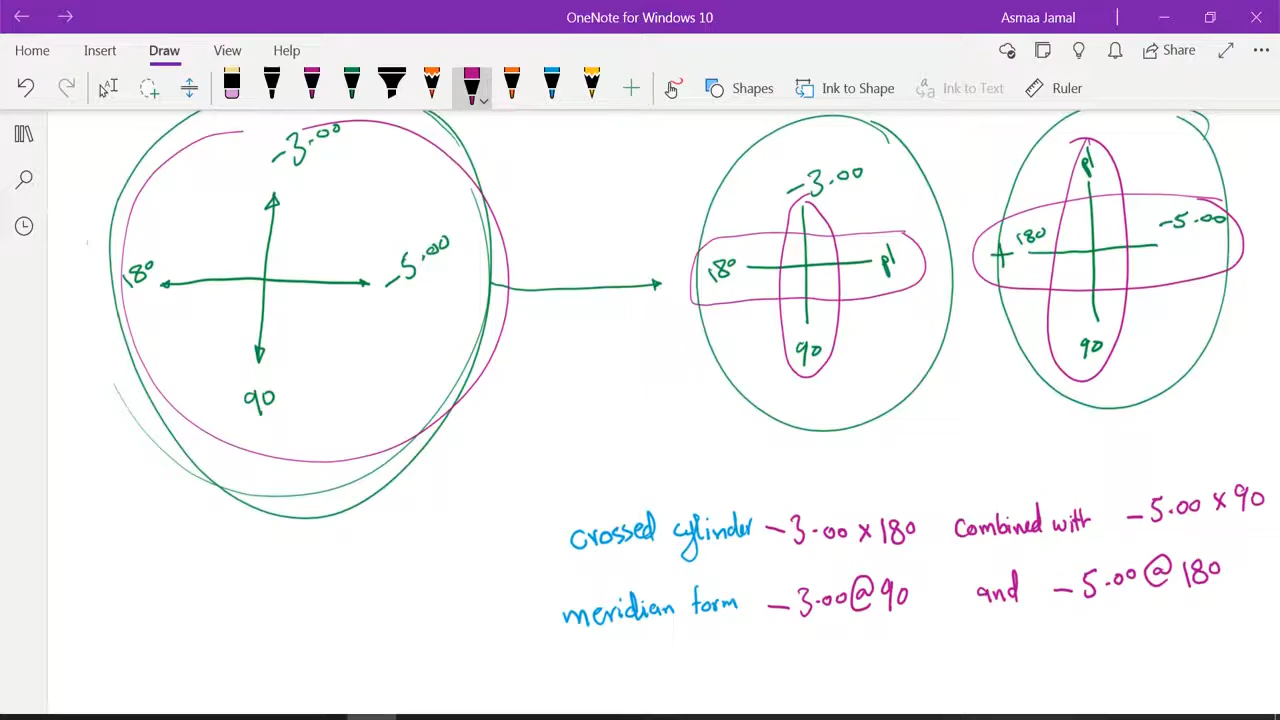 OneNote for Windows 10
Asmaa Jamal
Home Insert Draw View Help
Share
Shapes Ink to Shape Ink to Text Ruler
-3.00
180 -5.00
90
-3.00
180 pl
90
pl
180 -5.00
90
crossed cylinder -3.00 x 180 combined with -5.00 x 90
meridian form -3.00@90 and -5.00@180